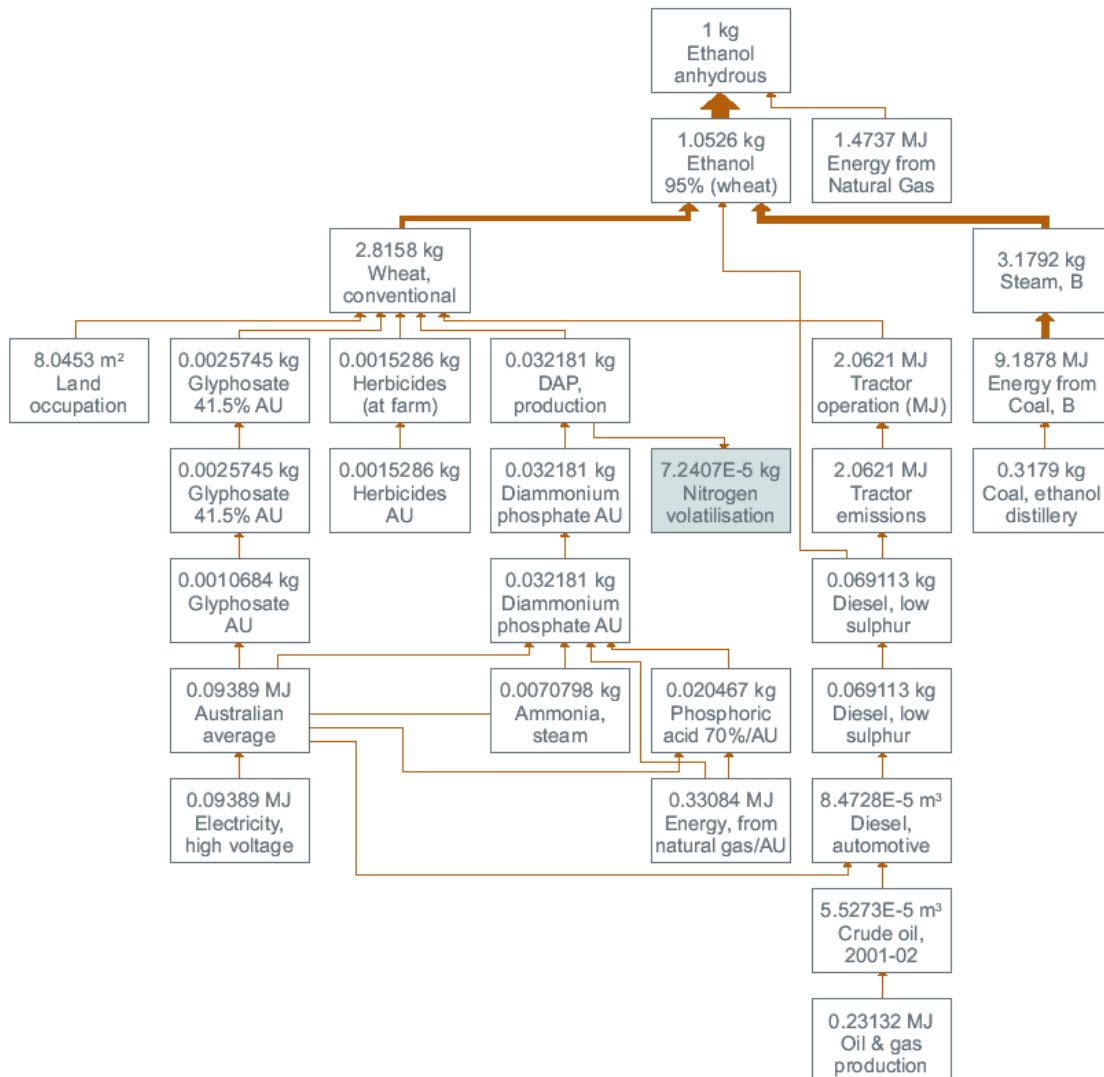 1 kg
Ethanol
anhydrous
1.0526 kg
Ethanol
95% (wheat)
1.4737 MJ
Energy from
Natural Gas
2.8158 kg
Wheat,
conventional
3.1792 kg
Steam, B
8.0453 m²
Land
occupation
0.0025745 kg
Glyphosate
41.5% AU
0.0015286 kg
Herbicides
(at farm)
0.032181 kg
DAP,
production
2.0621 MJ
Tractor
operation (MJ)
9.1878 MJ
Energy from
Coal, B
0.0025745 kg
Glyphosate
41.5% AU
0.0015286 kg
Herbicides
AU
0.032181 kg
Diammonium
phosphate AU
7.2407E-5 kg
Nitrogen
volatilisation
2.0621 MJ
Tractor
emissions
0.3179 kg
Coal, ethanol
distillery
0.0010684 kg
Glyphosate
AU
0.032181 kg
Diammonium
phosphate AU
0.069113 kg
Diesel, low
sulphur
0.09389 MJ
Australian
average
0.0070798 kg
Ammonia,
steam
0.020467 kg
Phosphoric
acid 70%/AU
0.069113 kg
Diesel, low
sulphur
0.09389 MJ
Electricity,
high voltage
0.33084 MJ
Energy, from
natural gas/AU
8.4728E-5 m³
Diesel,
automotive
5.5273E-5 m³
Crude oil,
2001-02
0.23132 MJ
Oil & gas
production